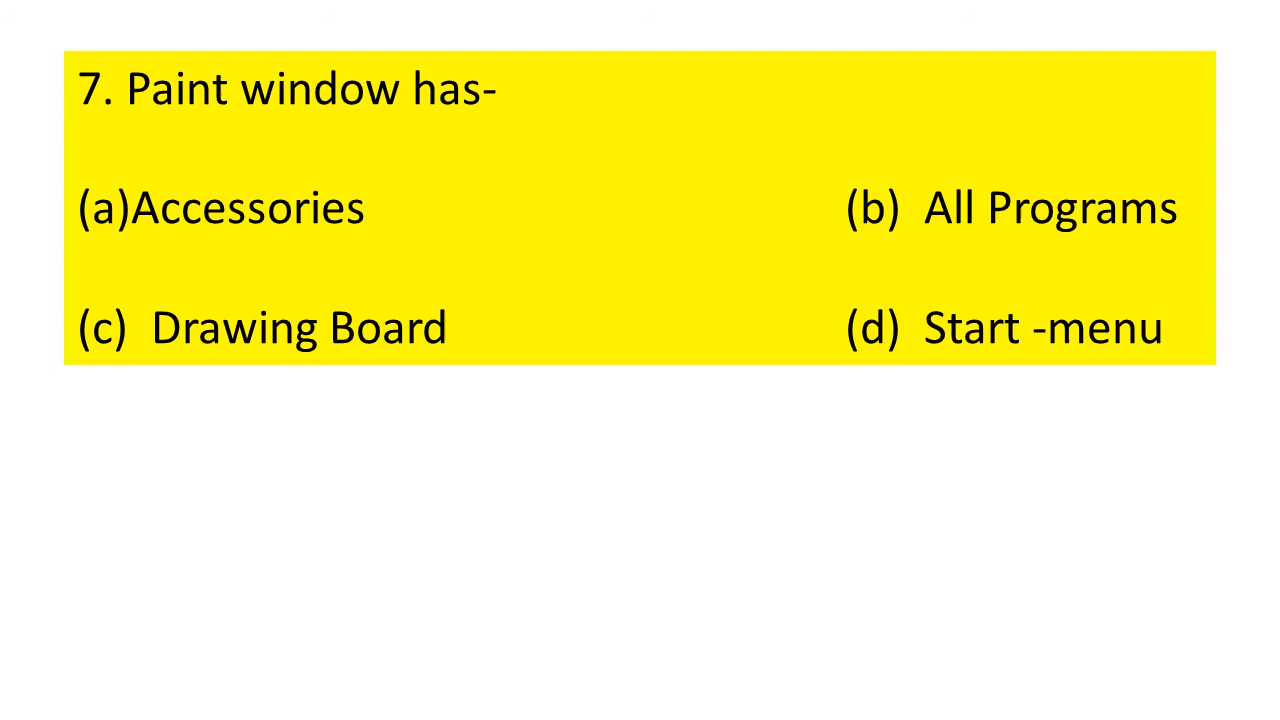 7. Paint window has-
(a)Accessories (b) All Programs
(c) Drawing Board (d) Start -menu